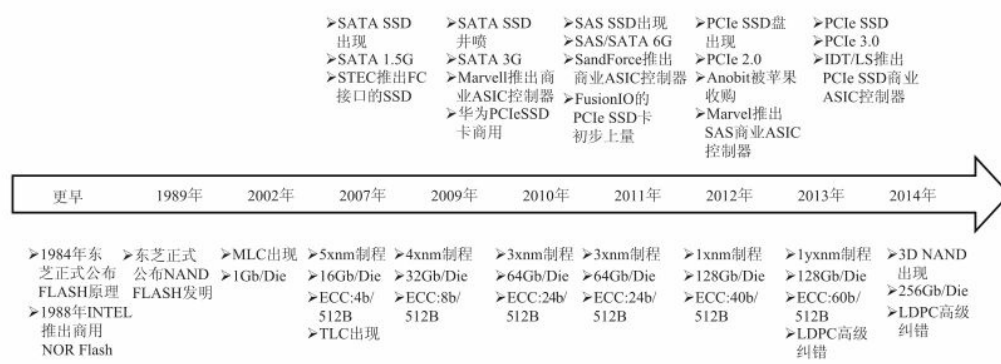 ➢SATA SSD
出现
➢SATA 1.5G
➢STEC推出FC
接口的SSD
➢SATA SSD
井喷
➢SATA 3G
➢Marvell推出商
业ASIC控制器
➢华为PCIeSSD
卡商用
➢SAS SSD出现
➢SAS/SATA 6G
➢SandForce推出
商业ASIC控制器
➢FusionIO的
PCIe SSD卡
初步上量
➢PCIe SSD盘
出现
➢PCIe 2.0
➢Anobit被苹果
收购
➢Marvel推出
SAS商业ASIC
控制器
➢PCIe SSD
➢PCIe 3.0
➢IDT/LS推出
PCIe SSD商业
ASIC控制器
更早
1989年
2002年
2007年
2009年
2010年
2011年
2012年
2013年
2014年
➢1984年东
芝正式公布
FLASH原理
➢1988年INTEL
推出商用
NOR Flash
➢东芝正式
公布NAND
FLASH发明
➢MLC出现
➢1Gb/Die
➢5xnm制程
➢16Gb/Die
➢ECC:4b/
512B
➢TLC出现
➢4xnm制程
➢32Gb/Die
➢ECC:8b/
512B
➢3xnm制程
➢64Gb/Die
➢ECC:24b/
512B
➢3xnm制程
➢64Gb/Die
➢ECC:24b/
512B
➢1xnm制程
➢128Gb/Die
➢ECC:40b/
512B
➢1yxnm制程
➢128Gb/Die
➢ECC:60b/
512B
➢LDPC高级
纠错
➢3D NAND
出现
➢256Gb/Die
➢LDPC高级
纠错